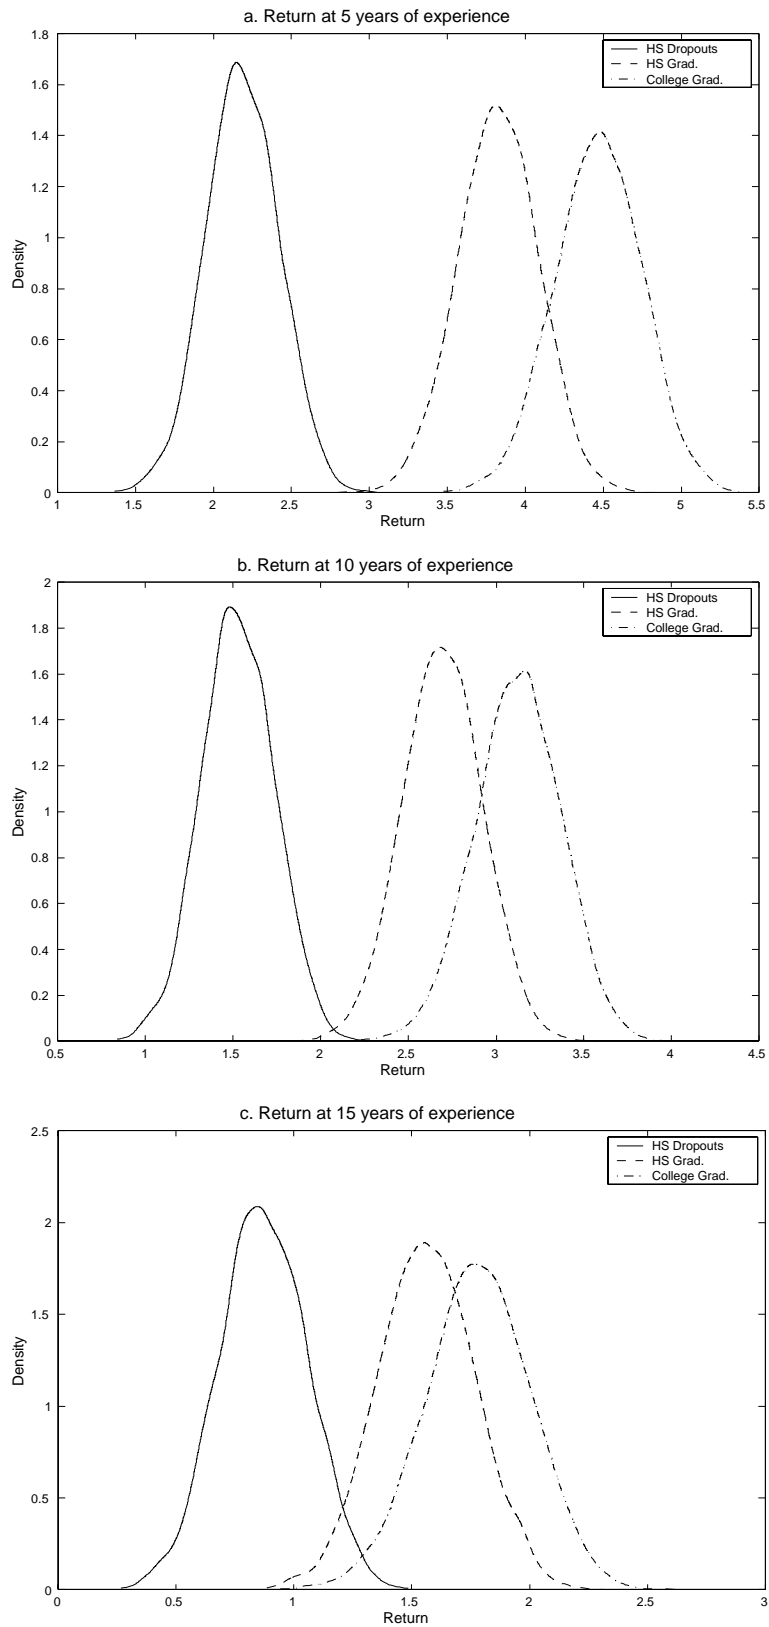 a. Return at 5 years of experience
1.8
1.6
1.4
1.2
1
0.8
0.6
0.4
0.2
0
Density
HS Dropouts
HS Grad.
College Grad.
1 1.5 2 2.5 3 3.5 4 4.5 5 5.5
Return
b. Return at 10 years of experience
2
1.8
1.6
1.4
1.2
1
0.8
0.6
0.4
0.2
0
Density
HS Dropouts
HS Grad.
College Grad.
0.5 1 1.5 2 2.5 3 3.5 4 4.5
Return
c. Return at 15 years of experience
2.5
2
1.5
1
0.5
0
Density
HS Dropouts
HS Grad.
College Grad.
0 0.5 1 1.5 2 2.5 3
Return